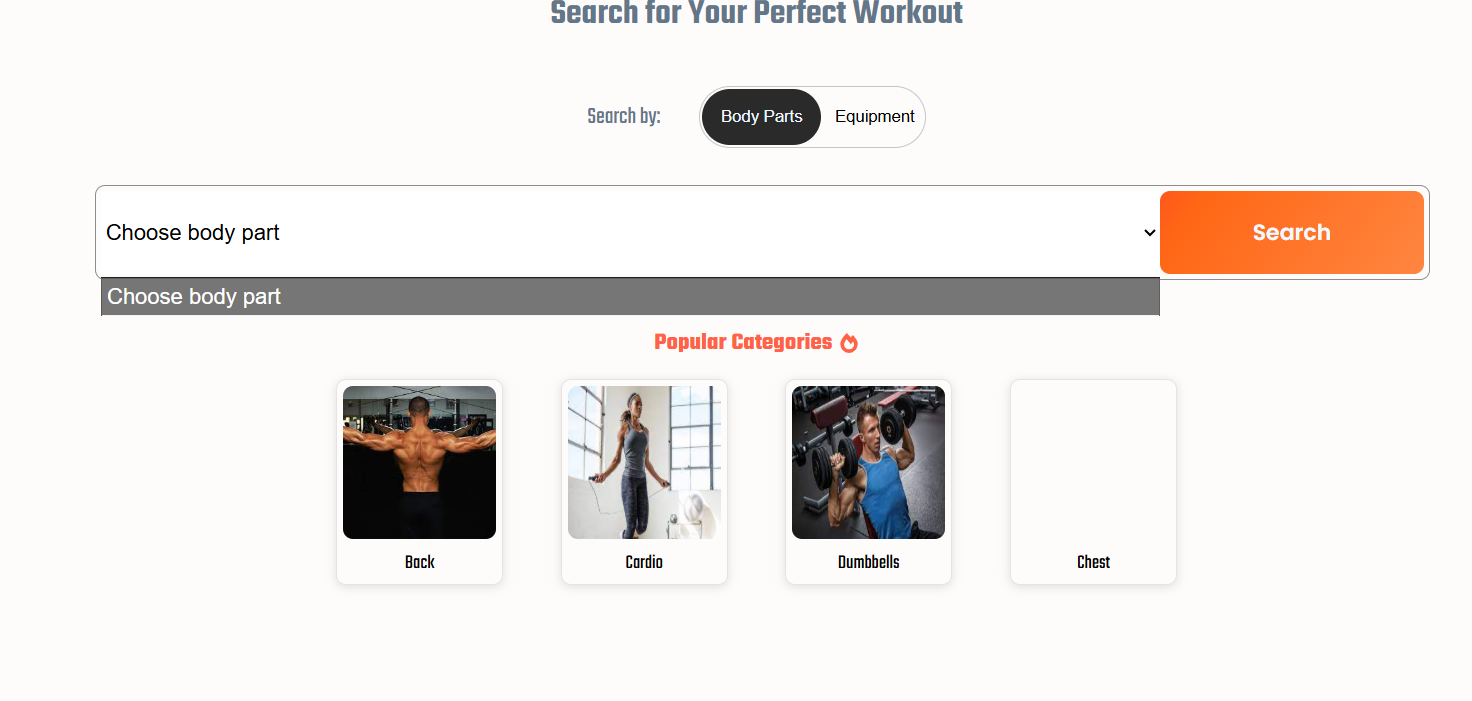 Search for Your Perfect Workout
Search by:
Body Parts
Equipment
Choose body part
Search
Choose body part
Popular Categories
Back
Cardio
Dumbbells
Chest